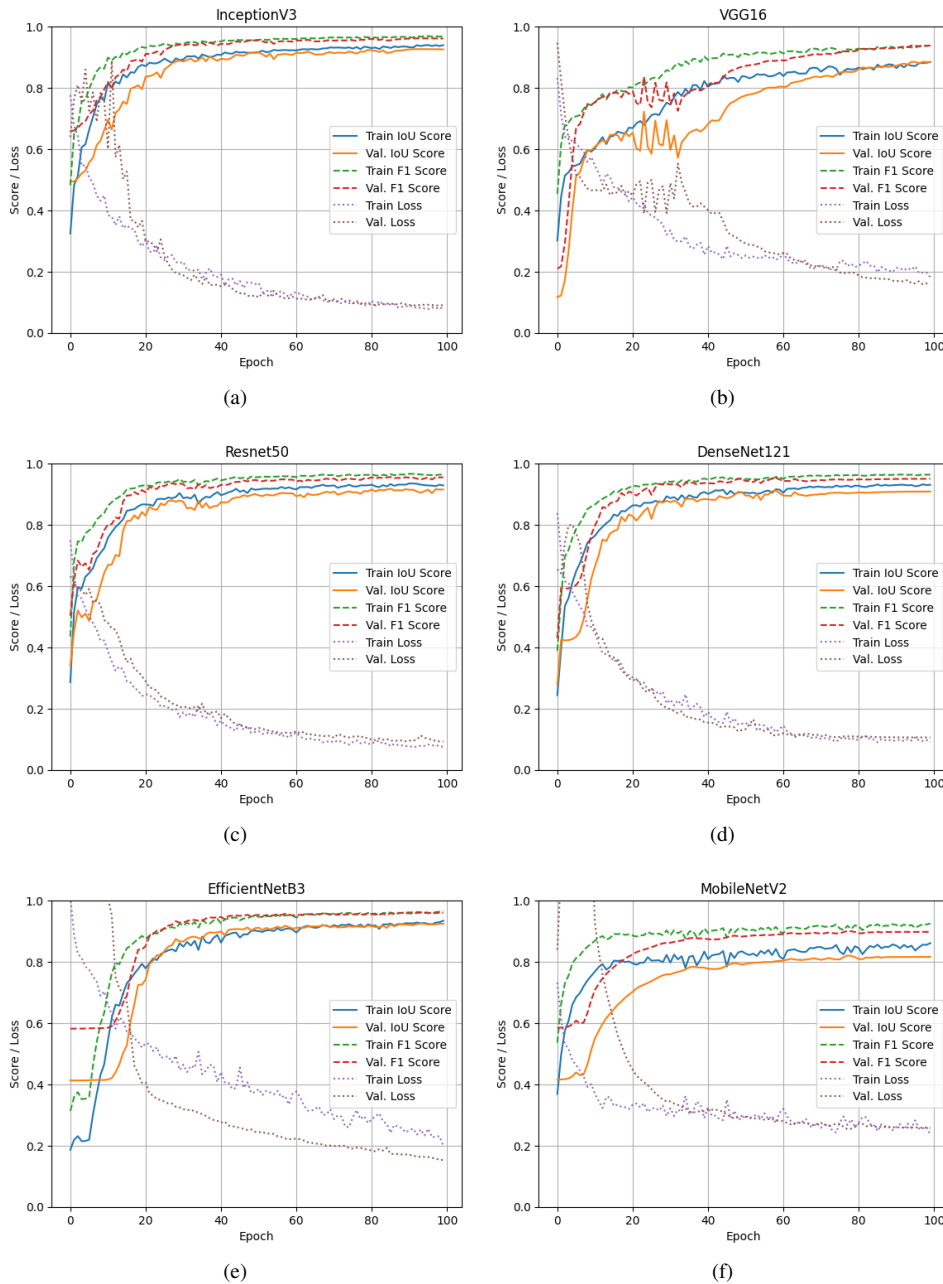 InceptionV3
1.0
0.8
0.6
0.4
0.2
0.0
Score / Loss
Train IoU Score
Val. IoU Score
Train F1 Score
Val. F1 Score
Train Loss
Val. Loss
0 20 40 60 80 100
Epoch
(a)
VGG16
1.0
0.8
0.6
0.4
0.2
0.0
Score / Loss
Train IoU Score
Val. IoU Score
Train F1 Score
Val. F1 Score
Train Loss
Val. Loss
0 20 40 60 80 100
Epoch
(b)
Resnet50
1.0
0.8
0.6
0.4
0.2
0.0
Score / Loss
Train IoU Score
Val. IoU Score
Train F1 Score
Val. F1 Score
Train Loss
Val. Loss
0 20 40 60 80 100
Epoch
(c)
DenseNet121
1.0
0.8
0.6
0.4
0.2
0.0
Score / Loss
Train IoU Score
Val. IoU Score
Train F1 Score
Val. F1 Score
Train Loss
Val. Loss
0 20 40 60 80 100
Epoch
(d)
EfficientNetB3
1.0
0.8
0.6
0.4
0.2
0.0
Score / Loss
Train IoU Score
Val. IoU Score
Train F1 Score
Val. F1 Score
Train Loss
Val. Loss
0 20 40 60 80 100
Epoch
(e)
MobileNetV2
1.0
0.8
0.6
0.4
0.2
0.0
Score / Loss
Train IoU Score
Val. IoU Score
Train F1 Score
Val. F1 Score
Train Loss
Val. Loss
0 20 40 60 80 100
Epoch
(f)